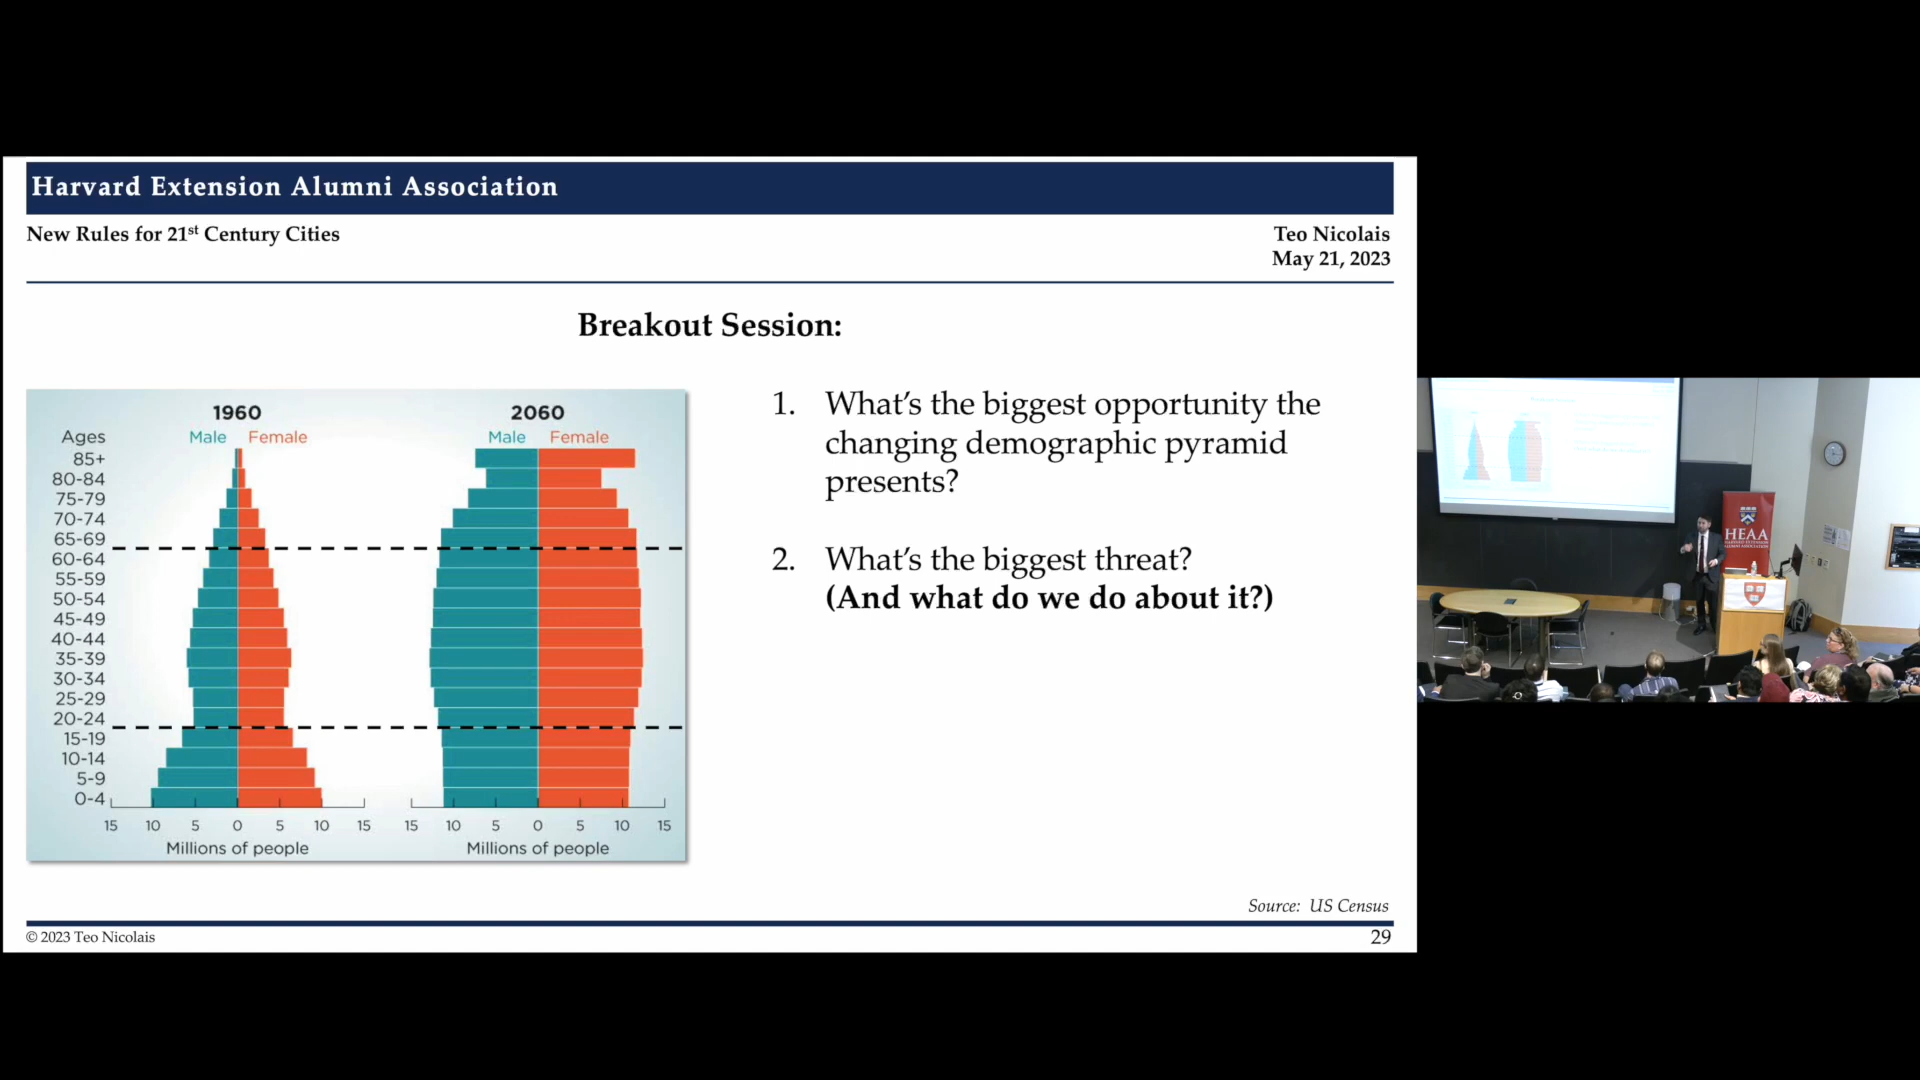 Harvard Extension Alumni Association
New Rules for 21st Century Cities
Teo Nicolais
May 21, 2023
Breakout Session:
1960
2060
Ages
Male Female
Male Female
85+
80-84
75-79
70-74
65-69
60-64
55-59
50-54
45-49
40-44
35-39
30-34
25-29
20-24
15-19
10-14
5-9
0-4
15 10 5 0 5 10 15
15 10 5 0 5 10 15
Millions of people
Millions of people
1. What's the biggest opportunity the
changing demographic pyramid
presents?
2. What's the biggest threat?
(And what do we do about it?)
Source: US Census
© 2023 Teo Nicolais
29
HEAA